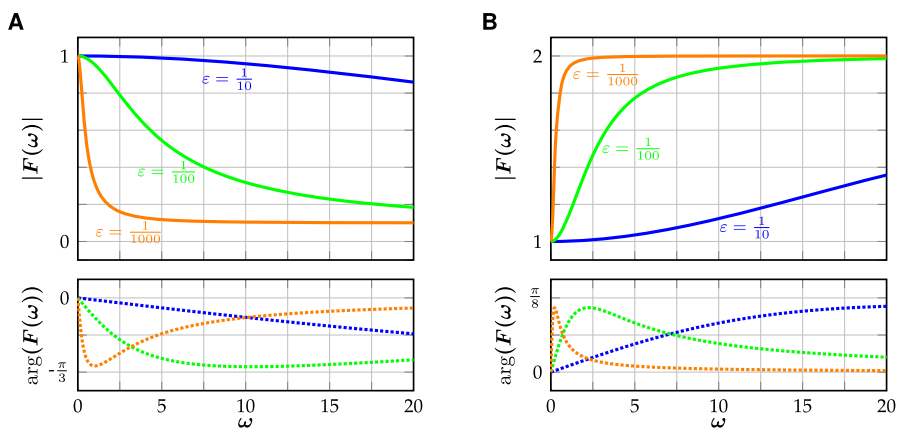 A
1
0
|F(ω)|
ε = 1/10
ε = 1/100
ε = 1/1000
0
-π/3
arg(F(ω))
0 5 10 15 20
ω
B
2
1
|F(ω)|
ε = 1/1000
ε = 1/100
ε = 1/10
π/8
0
arg(F(ω))
0 5 10 15 20
ω